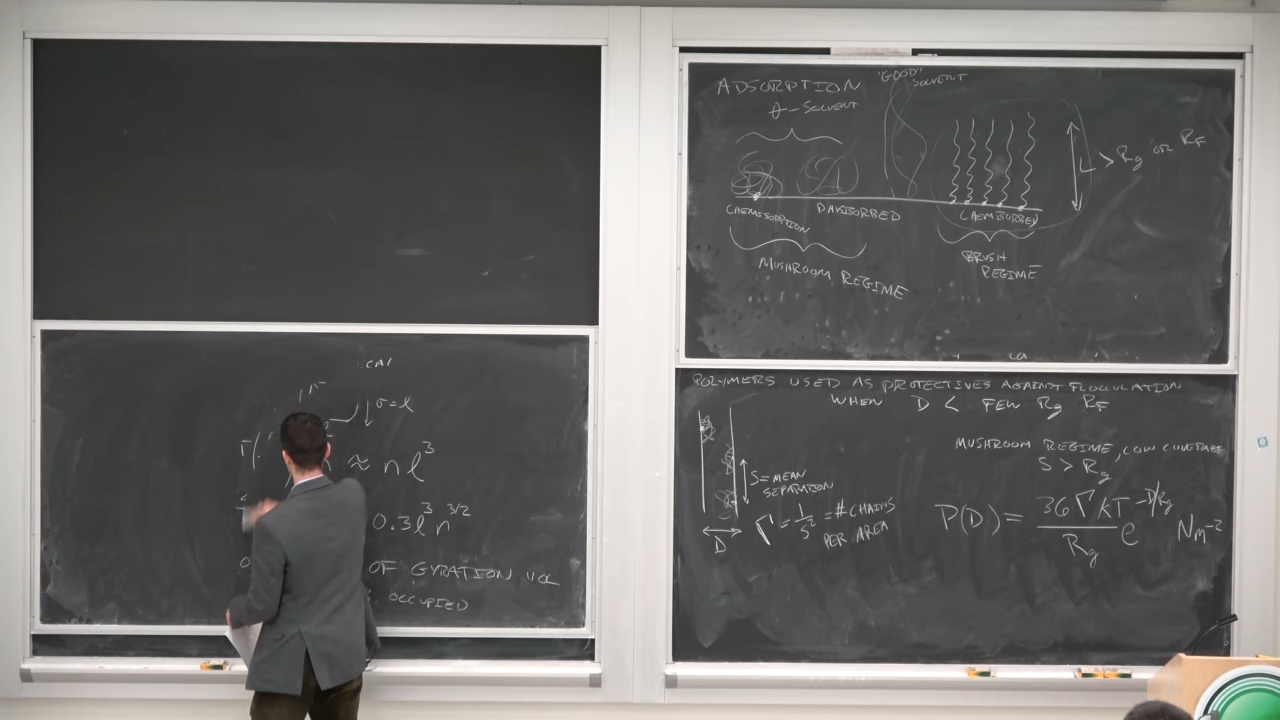 σ=l
≈ nl³
0.3l³n^3/2
OF GYRATION VOL
OCCUPIED
ADSORPTION
θ-SOLVENT
"GOOD" SOLVENT
L > Rg OR RF
CHEMISORPTION
PHYSISORBED
CHEMISORBED
MUSHROOM REGIME
BRUSH
REGIME
POLYMERS USED AS PROTECTIVES AGAINST FLOCCULATION
WHEN D < FEW Rg RF
S=MEAN
SEPARATION
D
Γ = 1/S² = #CHAINS
PER AREA
MUSHROOM REGIME, LOW COVERAGE
S > Rg
P(D) = 36ΓkT/Rg e^-D/Rg Nm⁻²